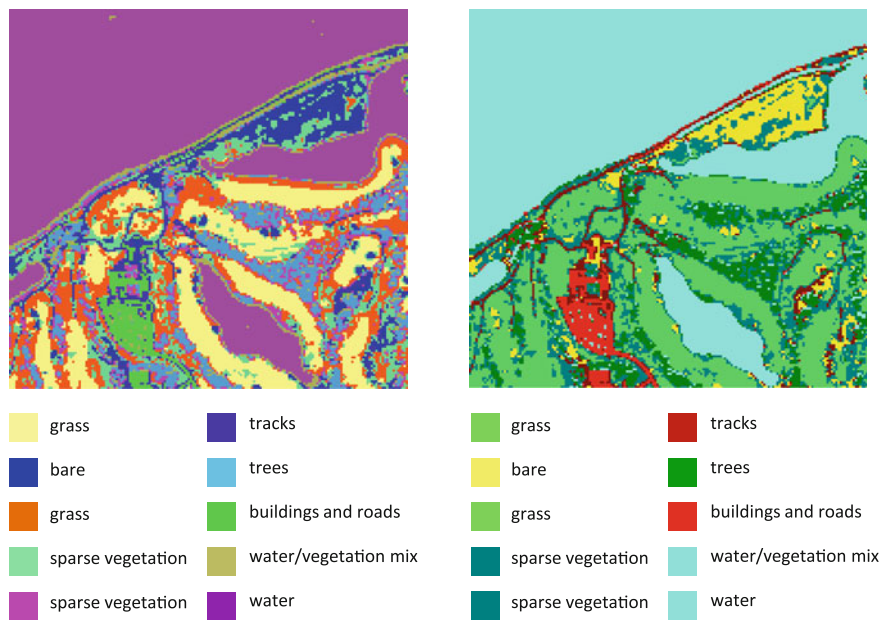 grass
bare
grass
sparse vegetation
sparse vegetation
tracks
trees
buildings and roads
water/vegetation mix
water
grass
bare
grass
sparse vegetation
sparse vegetation
tracks
trees
buildings and roads
water/vegetation mix
water